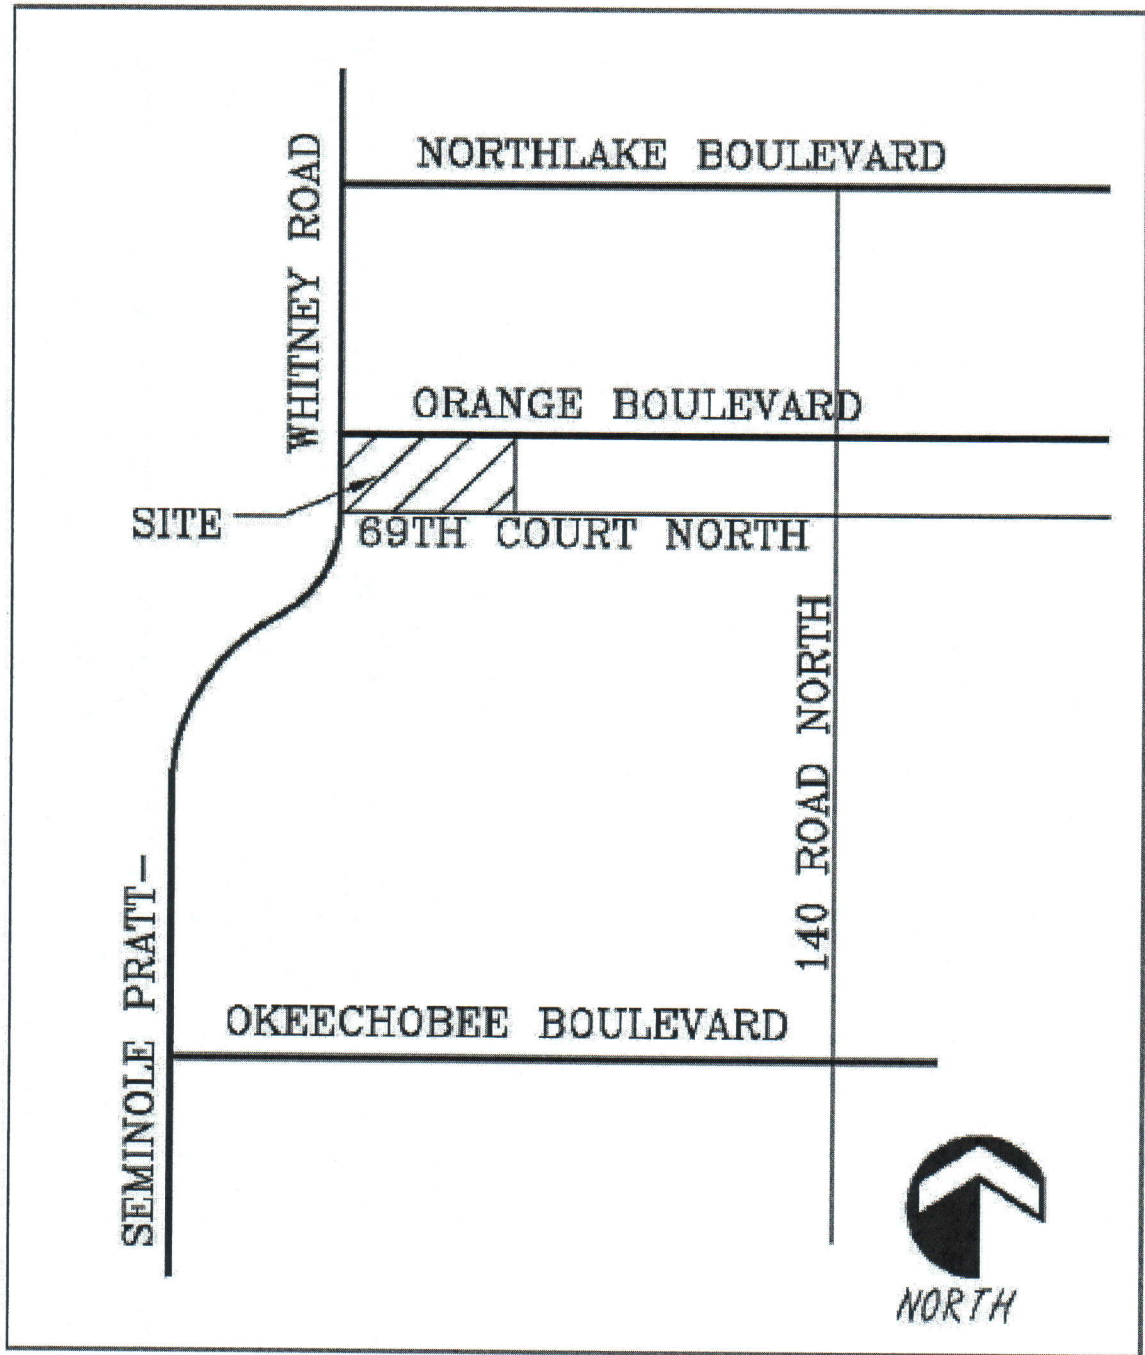 NORTHLAKE BOULEVARD
WHITNEY ROAD
ORANGE BOULEVARD
SITE
69TH COURT NORTH
140 ROAD NORTH
SEMINOLE PRATT-
OKEECHOBEE BOULEVARD
NORTH